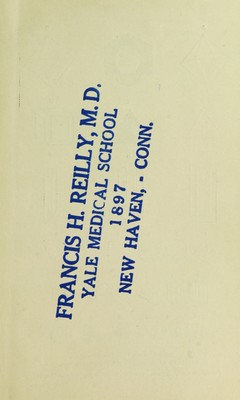 FRANCIS H. REILLY, M. D.
YALE MEDICAL SCHOOL
1897
NEW HAVEN, - CONN.